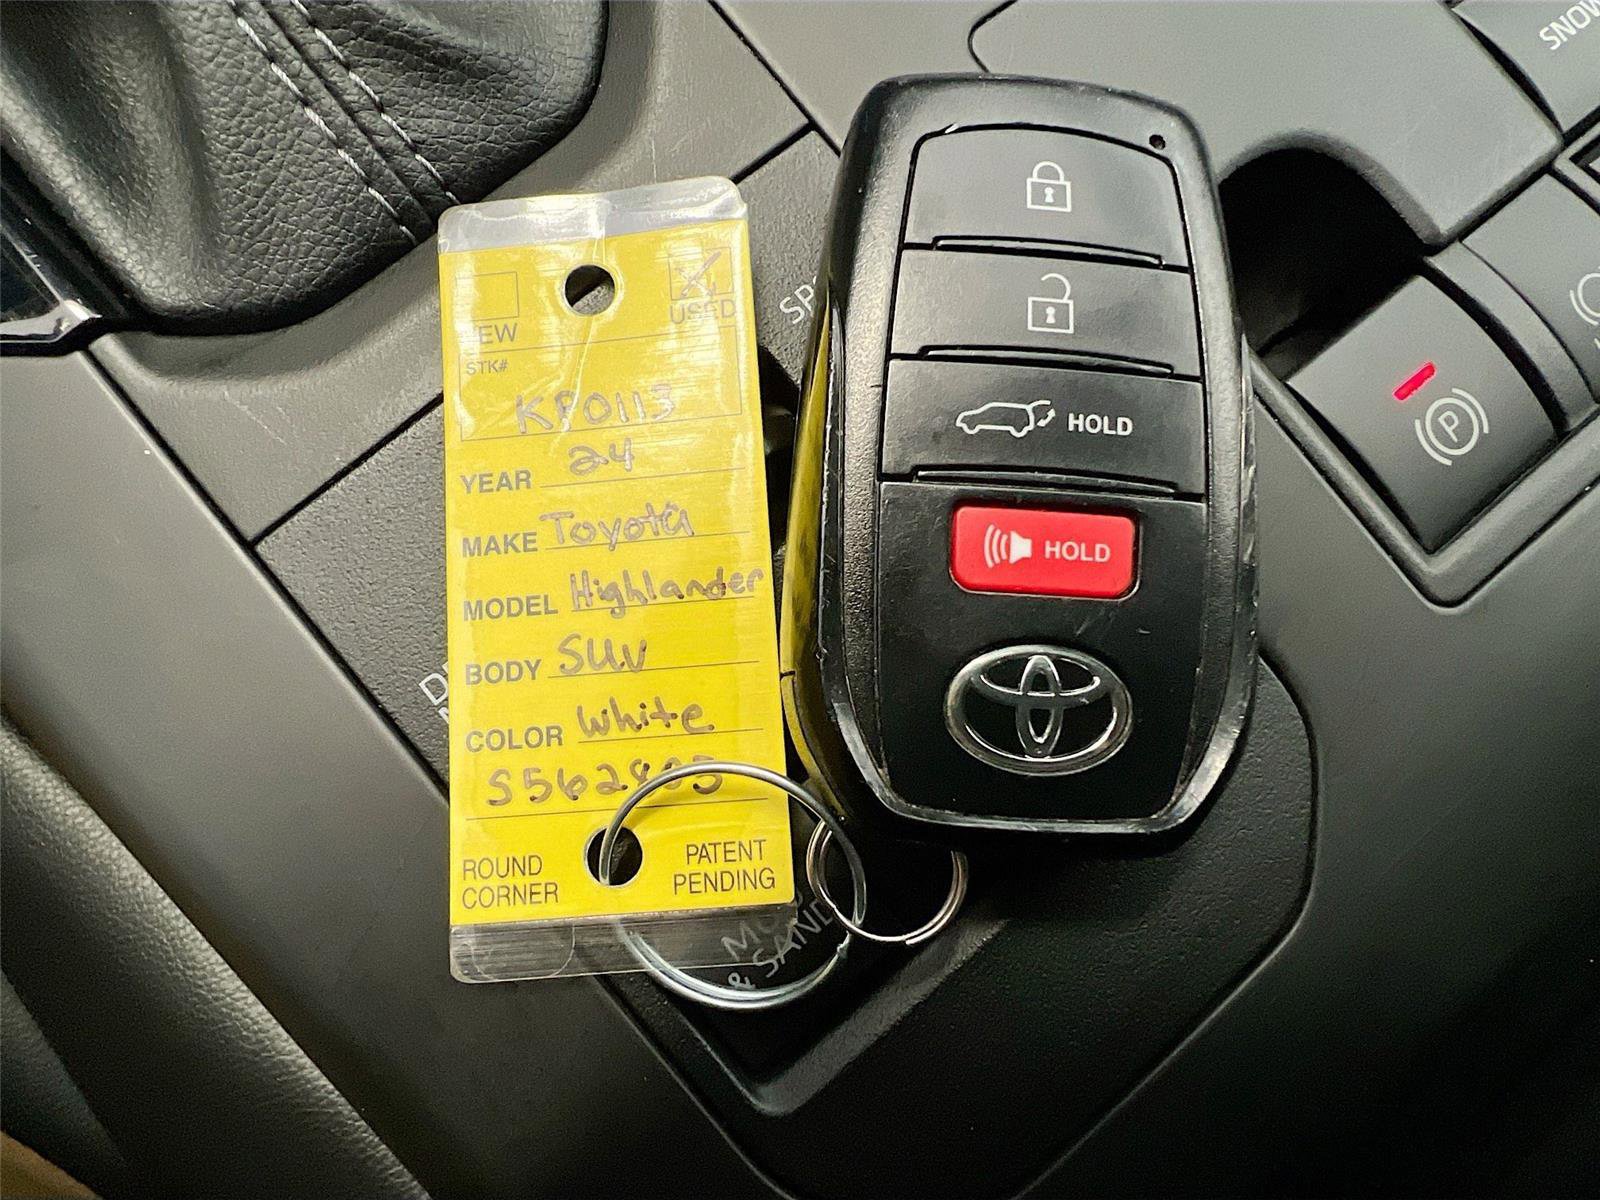 SNOW
USED
STK#
KP0113
YEAR 24
MAKE Toyota
MODEL Highlander
BODY SUV
COLOR White
ROUND CORNER
PATENT PENDING
HOLD
HOLD
P
& SAND